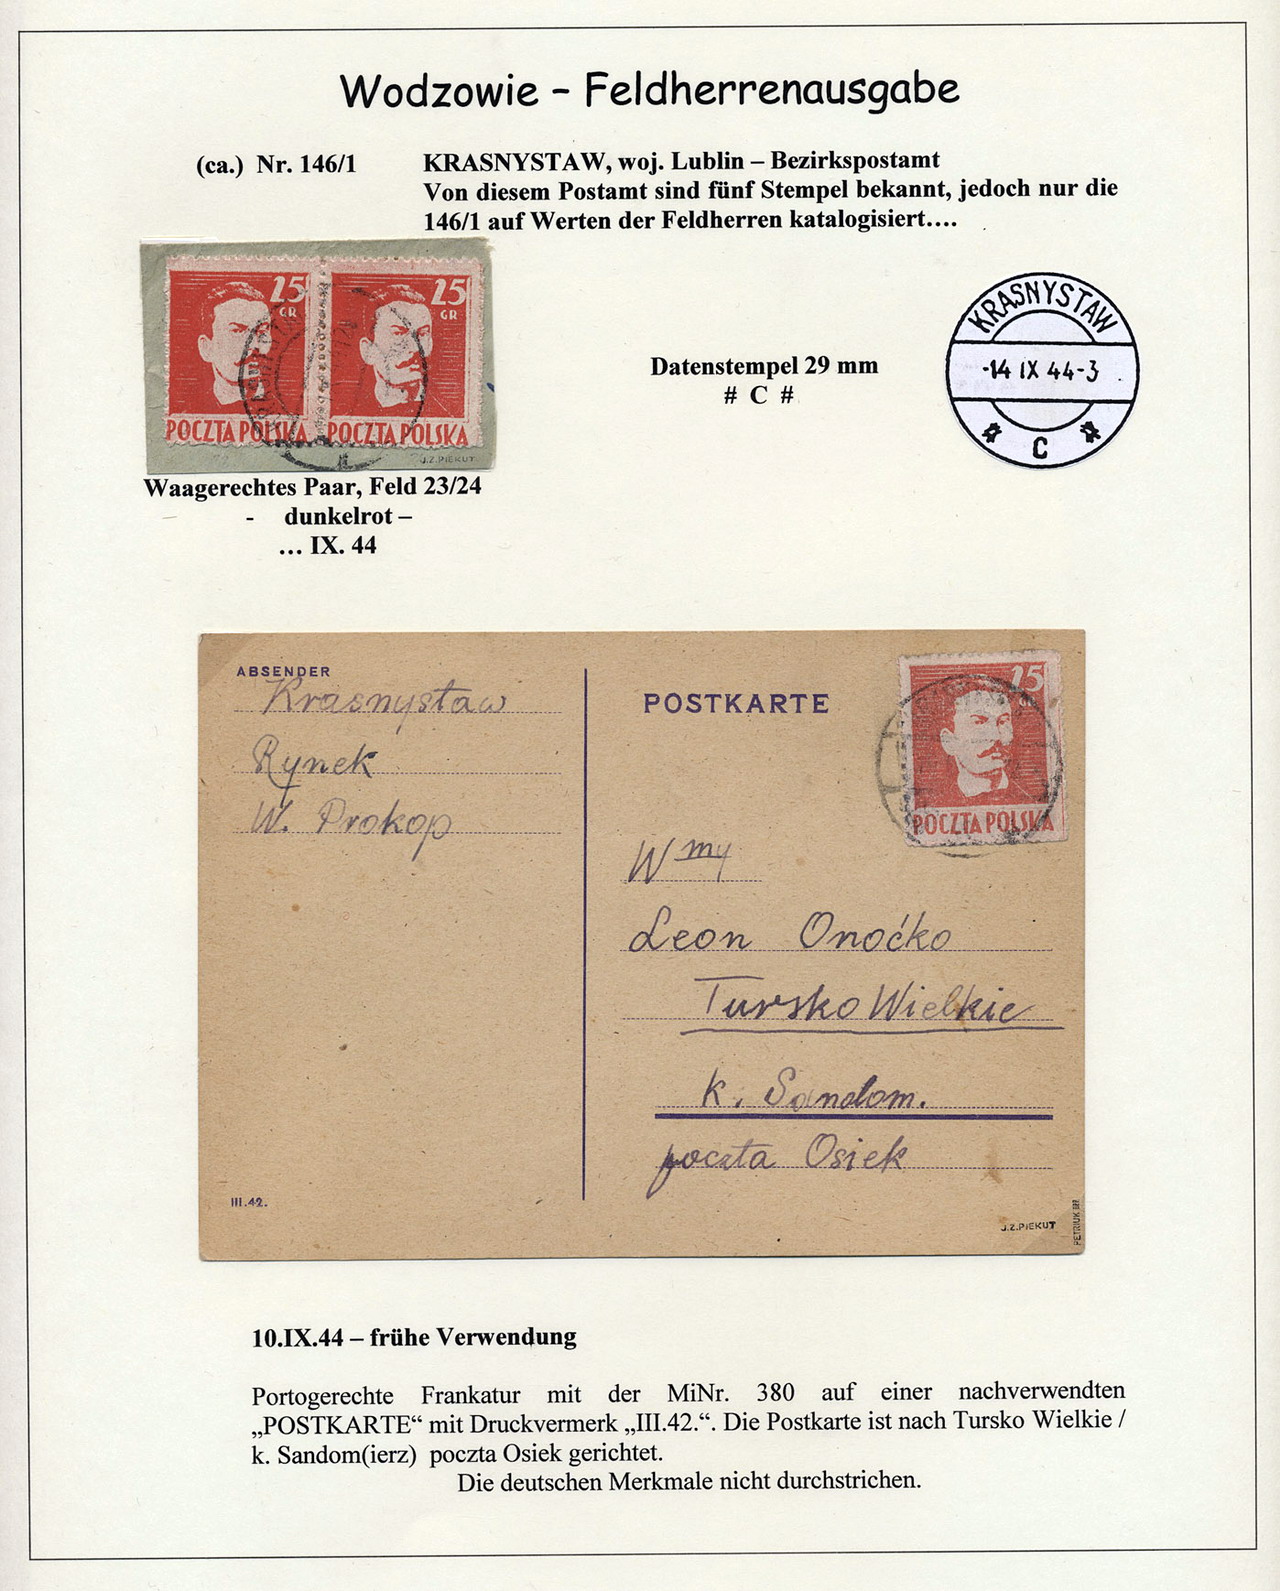 Wodzowie – Feldherrenausgabe
(ca.) Nr. 146/1
KRASNYSTAW, woj. Lublin – Bezirkspostamt
Von diesem Postamt sind fünf Stempel bekannt, jedoch nur die
146/1 auf Werten der Feldherren katalogisiert….
25 GR
25 GR
POCZTA POLSKA
POCZTA POLSKA
J.Z.PIEKUT
Datenstempel 29 mm
# C #
KRASNYSTAW
-14 IX 44-3
C
Waagerechtes Paar, Feld 23/24
- dunkelrot –
… IX. 44
ABSENDER
Krasnystaw
Rynek
W. Prokop
POSTKARTE
25
POCZTA POLSKA
Wmy
Leon Onoćko
Tursko Wielkie
k. Sandom.
poczta Osiek
III.42.
J.Z.PIEKUT
10.IX.44 – frühe Verwendung
Portogerechte Frankatur mit der MiNr. 380 auf einer nachverwendten
„POSTKARTE“ mit Druckvermerk „III.42.“. Die Postkarte ist nach Tursko Wielkie /
k. Sandom(ierz) poczta Osiek gerichtet.
Die deutschen Merkmale nicht durchstrichen.